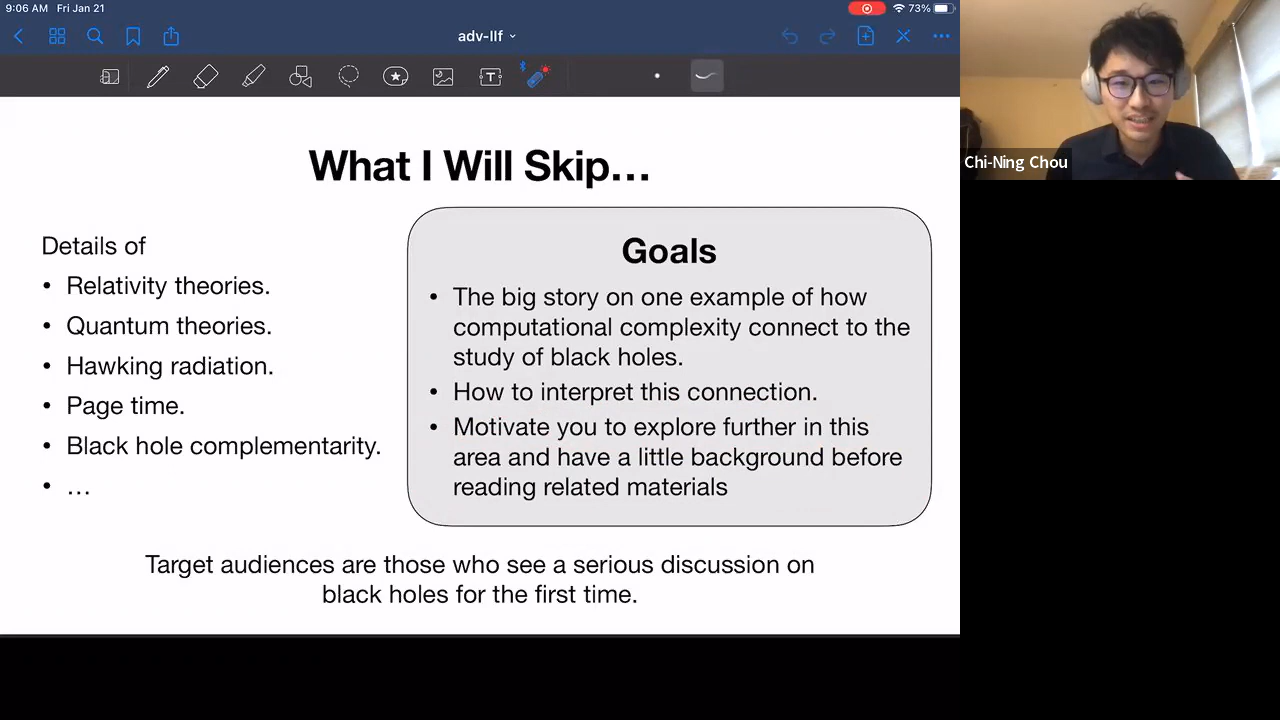 9:06 AM Fri Jan 21
73%
adv-llf
What I Will Skip…
Details of
• Relativity theories.
• Quantum theories.
• Hawking radiation.
• Page time.
• Black hole complementarity.
• …
Goals
• The big story on one example of how
computational complexity connect to the
study of black holes.
• How to interpret this connection.
• Motivate you to explore further in this
area and have a little background before
reading related materials
Target audiences are those who see a serious discussion on
black holes for the first time.
Chi-Ning Chou